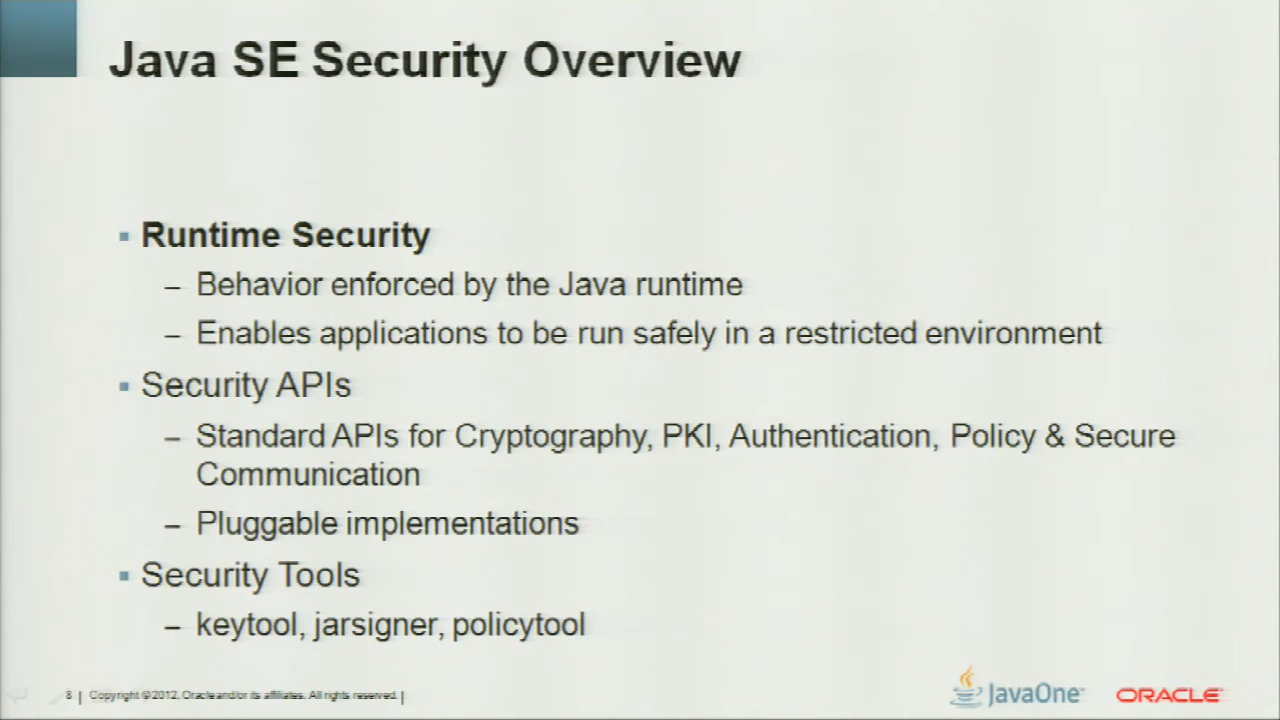 Java SE Security Overview
▪ Runtime Security
– Behavior enforced by the Java runtime
– Enables applications to be run safely in a restricted environment
▪ Security APIs
– Standard APIs for Cryptography, PKI, Authentication, Policy & Secure
Communication
– Pluggable implementations
▪ Security Tools
– keytool, jarsigner, policytool
8 | Copyright © 2012, Oracle and/or its affiliates. All rights reserved. |
JavaOne™
ORACLE®